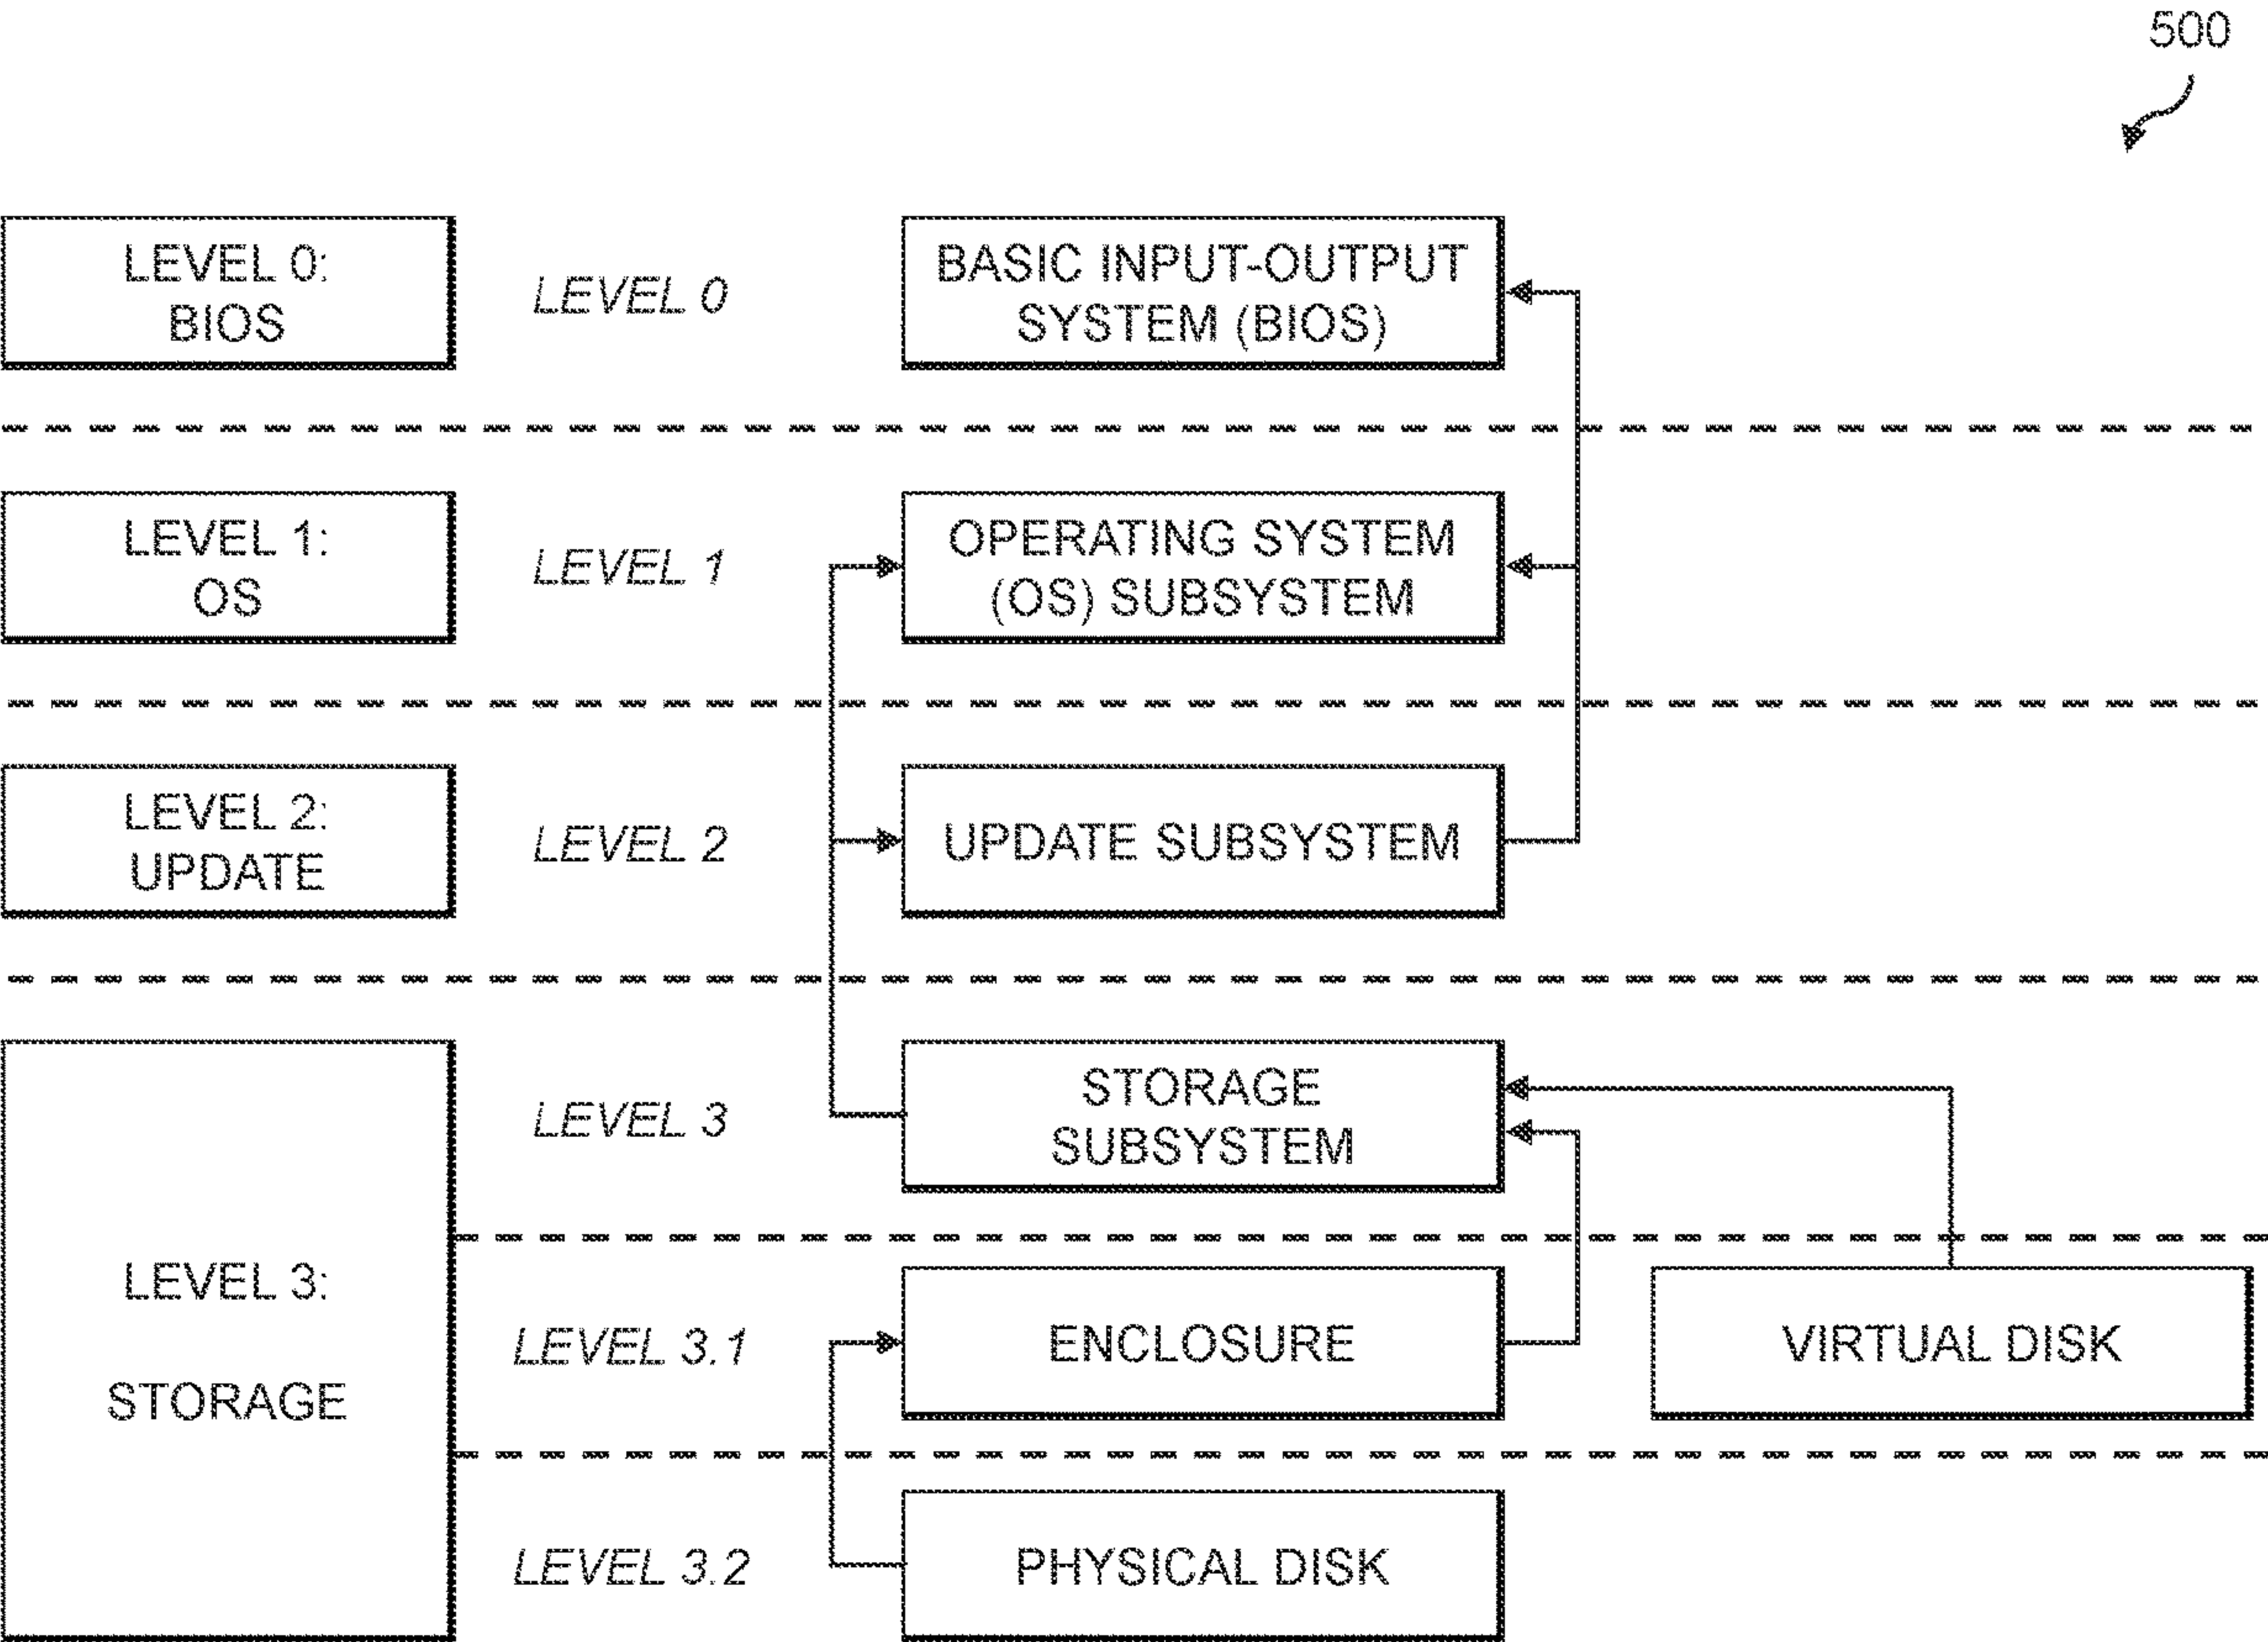 500
LEVEL 0:
BIOS
LEVEL 0
BASIC INPUT-OUTPUT
SYSTEM (BIOS)
LEVEL 1:
OS
LEVEL 1
OPERATING SYSTEM
(OS) SUBSYSTEM
LEVEL 2:
UPDATE
LEVEL 2
UPDATE SUBSYSTEM
LEVEL 3:
STORAGE
LEVEL 3
STORAGE
SUBSYSTEM
LEVEL 3.1
ENCLOSURE
VIRTUAL DISK
LEVEL 3.2
PHYSICAL DISK